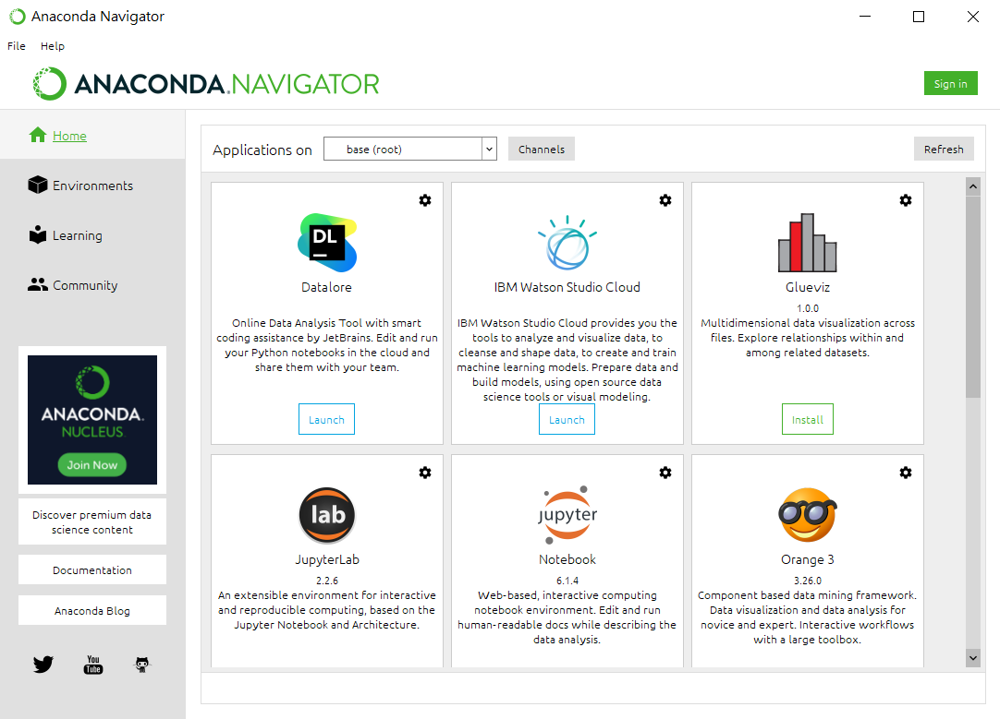 Anaconda Navigator
File Help
ANACONDA.NAVIGATOR
Sign in
Home
Environments
Learning
Community
ANACONDA.
NUCLEUS
Join Now
Discover premium data
science content
Documentation
Anaconda Blog
You
Tube
Applications on base (root) Channels Refresh
DL
Datalore
Online Data Analysis Tool with smart
coding assistance by JetBrains. Edit and run
your Python notebooks in the cloud and
share them with your team.
Launch
IBM Watson Studio Cloud
IBM Watson Studio Cloud provides you the
tools to analyze and visualize data, to
cleanse and shape data, to create and train
machine learning models. Prepare data and
build models, using open source data
science tools or visual modeling.
Launch
Glueviz
1.0.0
Multidimensional data visualization across
files. Explore relationships within and
among related datasets.
Install
lab
JupyterLab
2.2.6
An extensible environment for interactive
and reproducible computing, based on the
Jupyter Notebook and Architecture.
jupyter
Notebook
6.1.4
Web-based, interactive computing
notebook environment. Edit and run
human-readable docs while describing the
data analysis.
Orange 3
3.26.0
Component based data mining framework.
Data visualization and data analysis for
novice and expert. Interactive workflows
with a large toolbox.